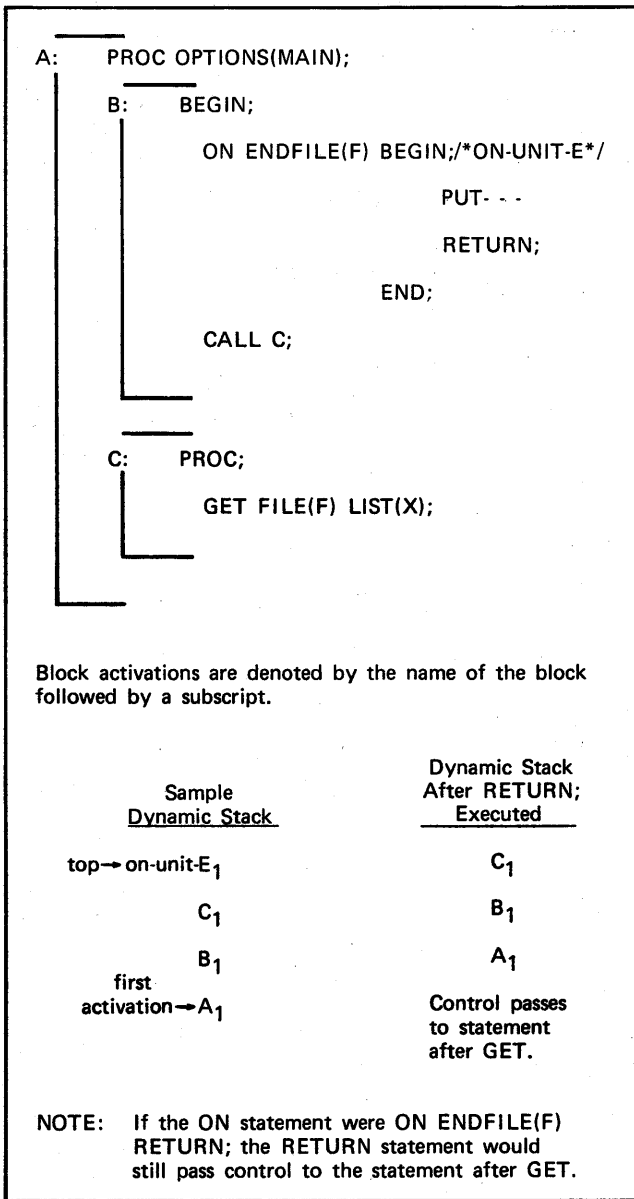 A: PROC OPTIONS(MAIN);
B: BEGIN;
ON ENDFILE(F) BEGIN;/*ON-UNIT-E*/
PUT- - -
RETURN;
END;
CALL C;
C: PROC;
GET FILE(F) LIST(X);
Block activations are denoted by the name of the block
followed by a subscript.
Sample
Dynamic Stack
top→on-unit-E1
C1
B1
first
activation→A1
Dynamic Stack
After RETURN;
Executed
C1
B1
A1
Control passes
to statement
after GET.
NOTE: If the ON statement were ON ENDFILE(F)
RETURN; the RETURN statement would
still pass control to the statement after GET.